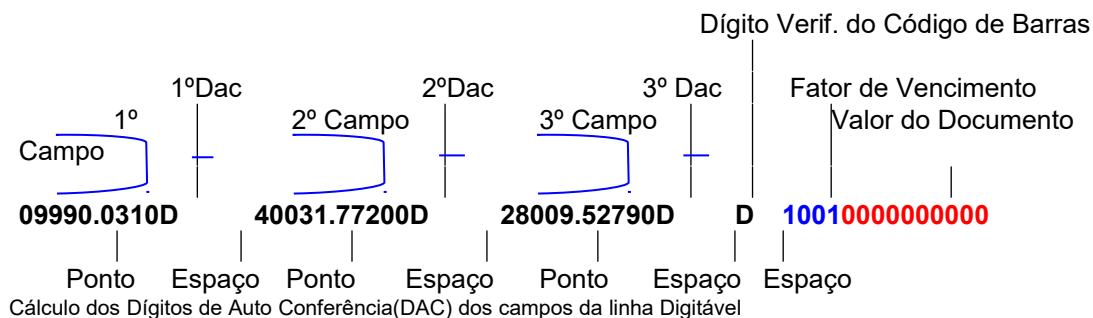 Dígito Verif. do Código de Barras
1ºDac 2ºDac 3º Dac Fator de Vencimento
1º 2º Campo 3º Campo Valor do Documento
Campo
09990.0310D 40031.77200D 28009.52790D D 10010000000000
Ponto Espaço Ponto Espaço Ponto Espaço Espaço
Cálculo dos Dígitos de Auto Conferência(DAC) dos campos da linha Digitável